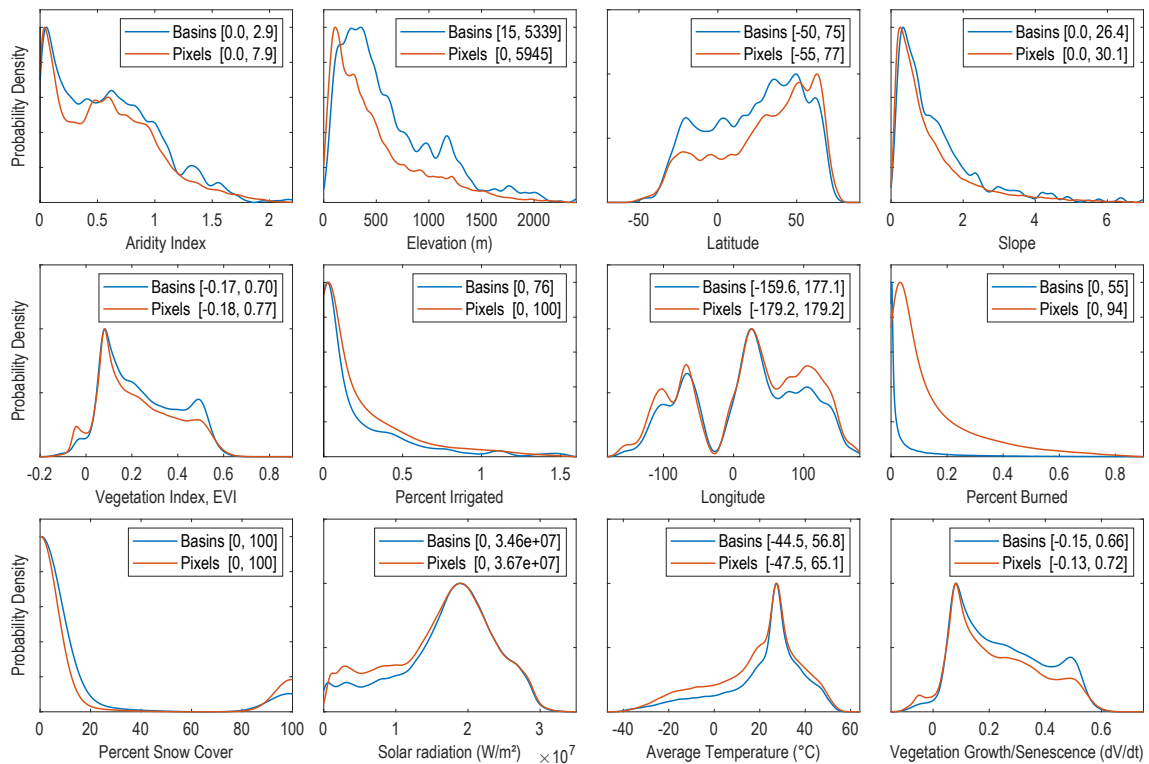 Probability Density
Basins [0.0, 2.9]
Pixels [0.0, 7.9]
0 0.5 1 1.5 2
Aridity Index
Basins [15, 5339]
Pixels [0, 5945]
0 500 1000 1500 2000
Elevation (m)
Basins [-50, 75]
Pixels [-55, 77]
-50 0 50
Latitude
Basins [0.0, 26.4]
Pixels [0.0, 30.1]
0 2 4 6
Slope
Probability Density
Basins [-0.17, 0.70]
Pixels [-0.18, 0.77]
-0.2 0 0.2 0.4 0.6 0.8
Vegetation Index, EVI
Basins [0, 76]
Pixels [0, 100]
0 0.5 1 1.5
Percent Irrigated
Basins [-159.6, 177.1]
Pixels [-179.2, 179.2]
-100 0 100
Longitude
Basins [0, 55]
Pixels [0, 94]
0 0.2 0.4 0.6 0.8
Percent Burned
Probability Density
Basins [0, 100]
Pixels [0, 100]
0 20 40 60 80 100
Percent Snow Cover
Basins [0, 3.46e+07]
Pixels [0, 3.67e+07]
0 1 2 3
Solar radiation (W/m²) ×10⁷
Basins [-44.5, 56.8]
Pixels [-47.5, 65.1]
-40 -20 0 20 40 60
Average Temperature (°C)
Basins [-0.15, 0.66]
Pixels [-0.13, 0.72]
0 0.2 0.4 0.6
Vegetation Growth/Senescence (dV/dt)